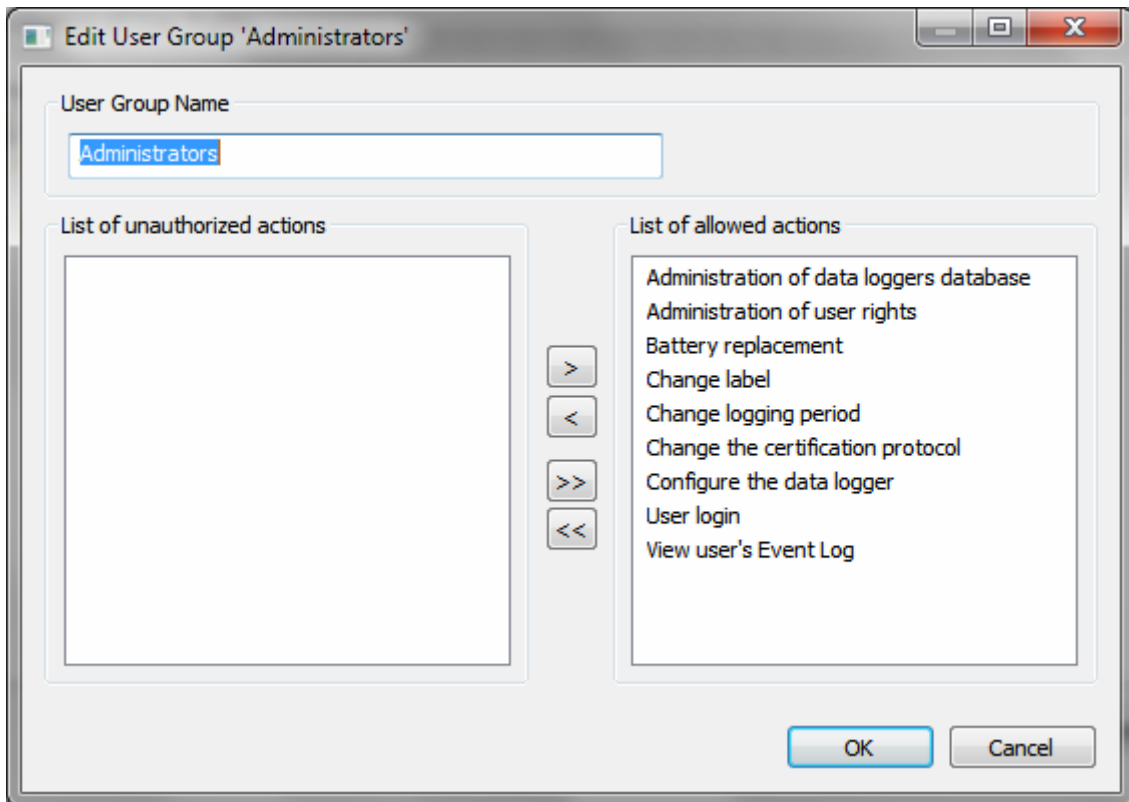 Edit User Group 'Administrators'
User Group Name
Administrators
List of unauthorized actions
List of allowed actions
Administration of data loggers database
Administration of user rights
Battery replacement
Change label
Change logging period
Change the certification protocol
Configure the data logger
User login
View user's Event Log
>
<
>>
<<
OK
Cancel